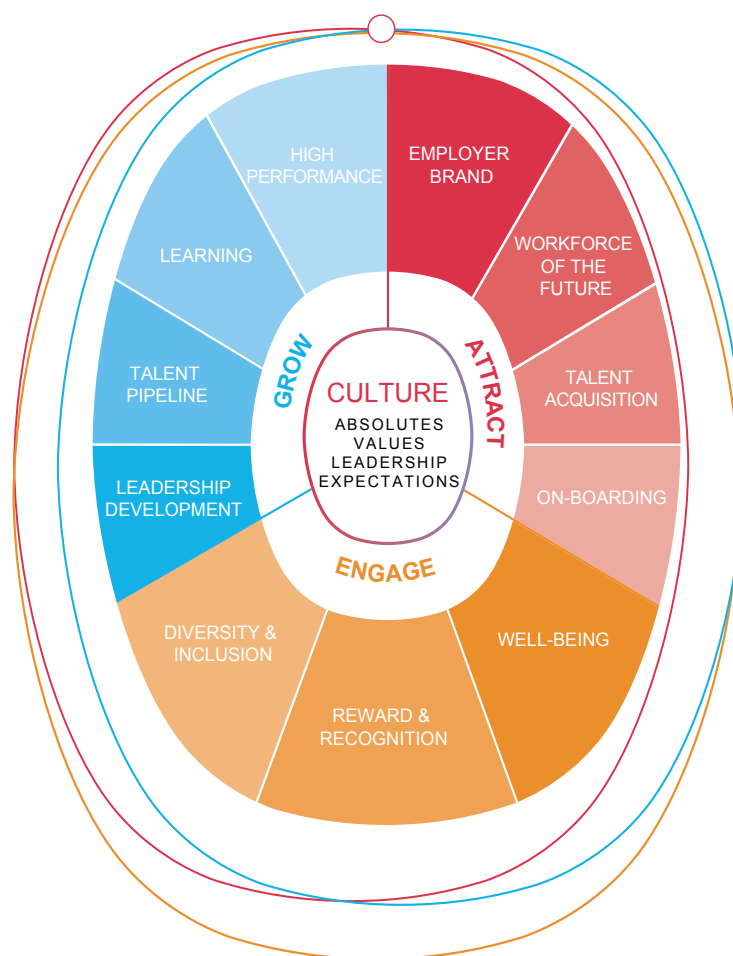 HIGH
PERFORMANCE
EMPLOYER
BRAND
LEARNING
WORKFORCE
OF THE
FUTURE
GROW
ATTRACT
TALENT
PIPELINE
CULTURE
ABSOLUTES
VALUES
LEADERSHIP
EXPECTATIONS
TALENT
ACQUISITION
LEADERSHIP
DEVELOPMENT
ON-BOARDING
ENGAGE
DIVERSITY &
INCLUSION
WELL-BEING
REWARD &
RECOGNITION